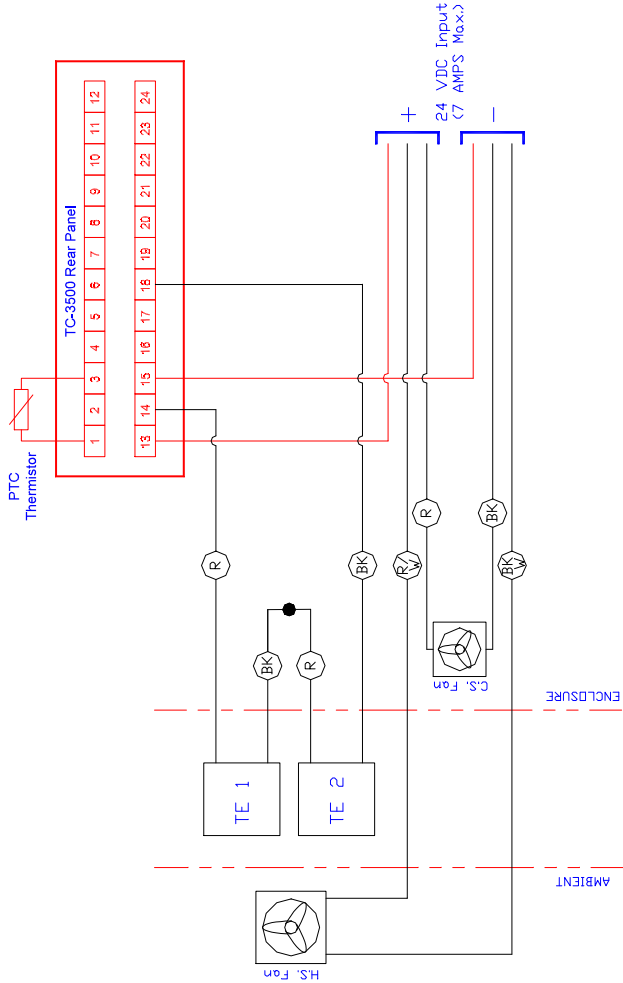 24 VDC Input
(7 AMPS Max.)
+
-
TC-3500 Rear Panel
1 2 3 4 5 6 7 8 9 10 11 12
13 14 15 16 17 18 19 20 21 22 23 24
PTC
Thermistor
R
BK
R/W
R
BK
BK/W
BK
R
C.S. Fan
ENCLOSURE
TE 1
TE 2
AMBIENT
H.S. Fan